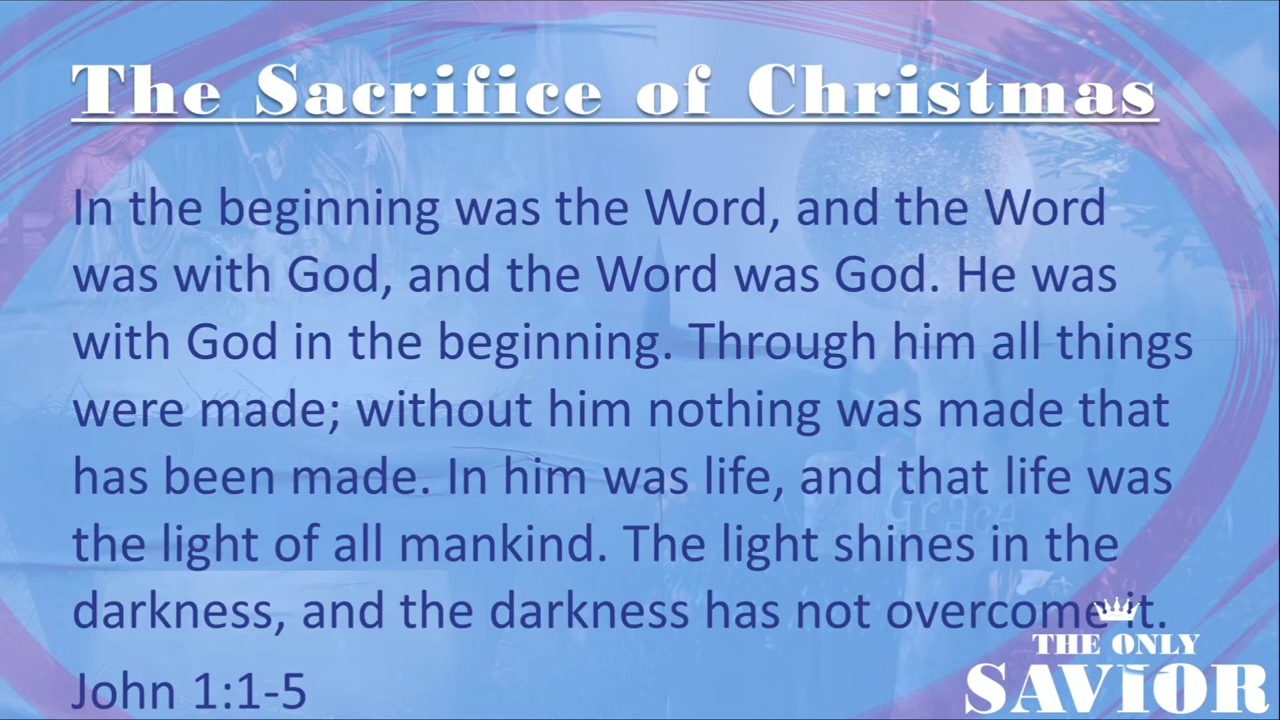 The Sacrifice of Christmas
In the beginning was the Word, and the Word
was with God, and the Word was God. He was
with God in the beginning. Through him all things
were made; without him nothing was made that
has been made. In him was life, and that life was
the light of all mankind. The light shines in the
darkness, and the darkness has not overcome it.
John 1:1-5
Grace
THE ONLY
SAVIOR